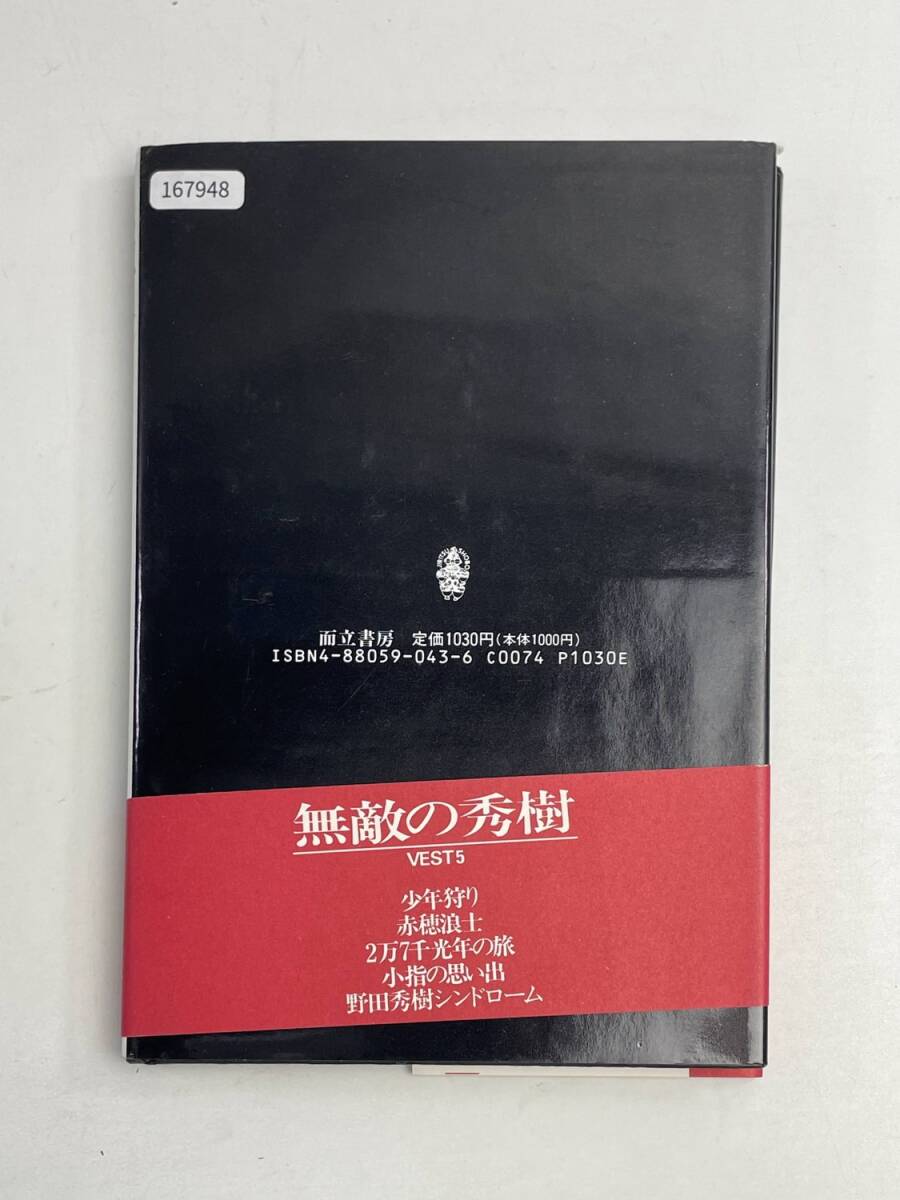 167948
JIRITSU SHOBO
而立書房 定価1030円(本体1000円)
ISBN4-88059-043-6 C0074 P1030E
無敵の秀樹
VEST5
少年狩り
赤穂浪士
2万7千光年の旅
小指の思い出
野田秀樹シンドローム